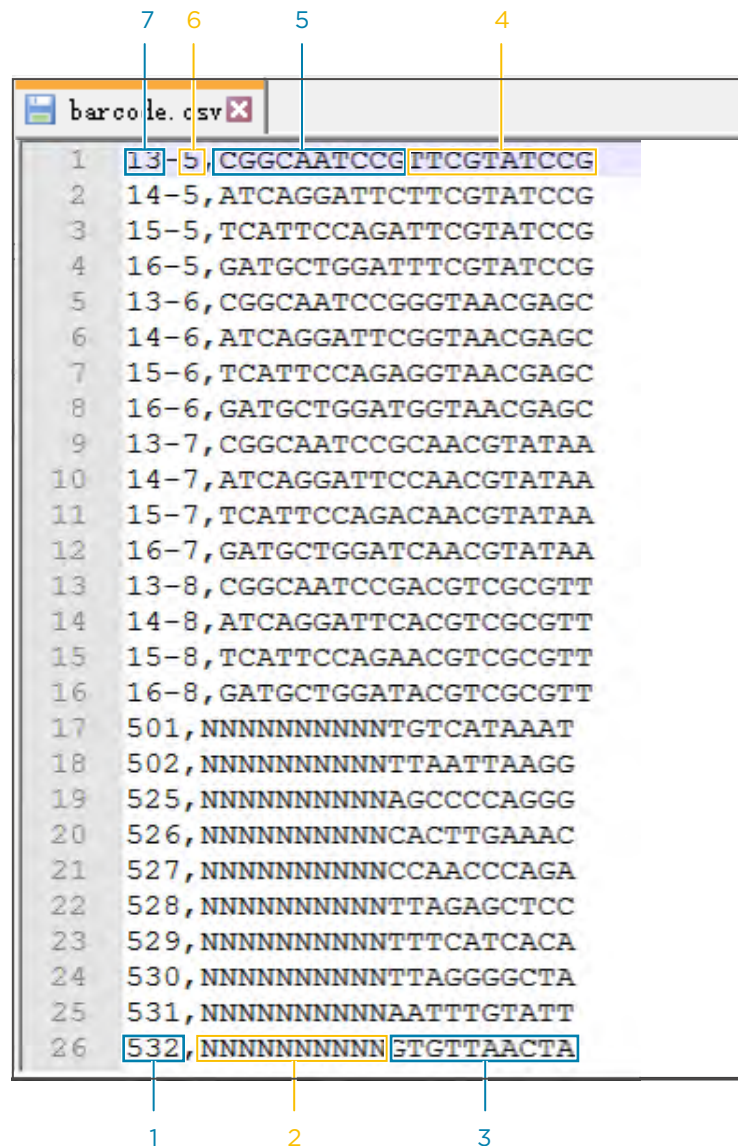 7 6 5 4
barcode.csv
1 13-5,CGGCAATCCGTTCGTATCCG
2 14-5,ATCAGGATTCTTCGTATCCG
3 15-5,TCATTCCAGATTCGTATCCG
4 16-5,GATGCTGGATTTCGTATCCG
5 13-6,CGGCAATCCGGGTAACGAGC
6 14-6,ATCAGGATTCGGTAACGAGC
7 15-6,TCATTCCAGAGGTAACGAGC
8 16-6,GATGCTGGATGGTAACGAGC
9 13-7,CGGCAATCCGCAACGTATAA
10 14-7,ATCAGGATTCCAACGTATAA
11 15-7,TCATTCCAGACAACGTATAA
12 16-7,GATGCTGGATCAACGTATAA
13 13-8,CGGCAATCCGACGTCGCGTT
14 14-8,ATCAGGATTCACGTCGCGTT
15 15-8,TCATTCCAGAACGTCGCGTT
16 16-8,GATGCTGGATACGTCGCGTT
17 501,NNNNNNNNNNTGTCATAAAT
18 502,NNNNNNNNNNTTAATTAAGG
19 525,NNNNNNNNNNAGCCCCAGGG
20 526,NNNNNNNNNNCACTTGAAAC
21 527,NNNNNNNNNNCCAACCCAGA
22 528,NNNNNNNNNNTTAGAGCTCC
23 529,NNNNNNNNNNTTTCATCACA
24 530,NNNNNNNNNNTTAGGGGCTA
25 531,NNNNNNNNNNAATTTGTATT
26 532,NNNNNNNNNNGTGTTAACTA
1 2 3